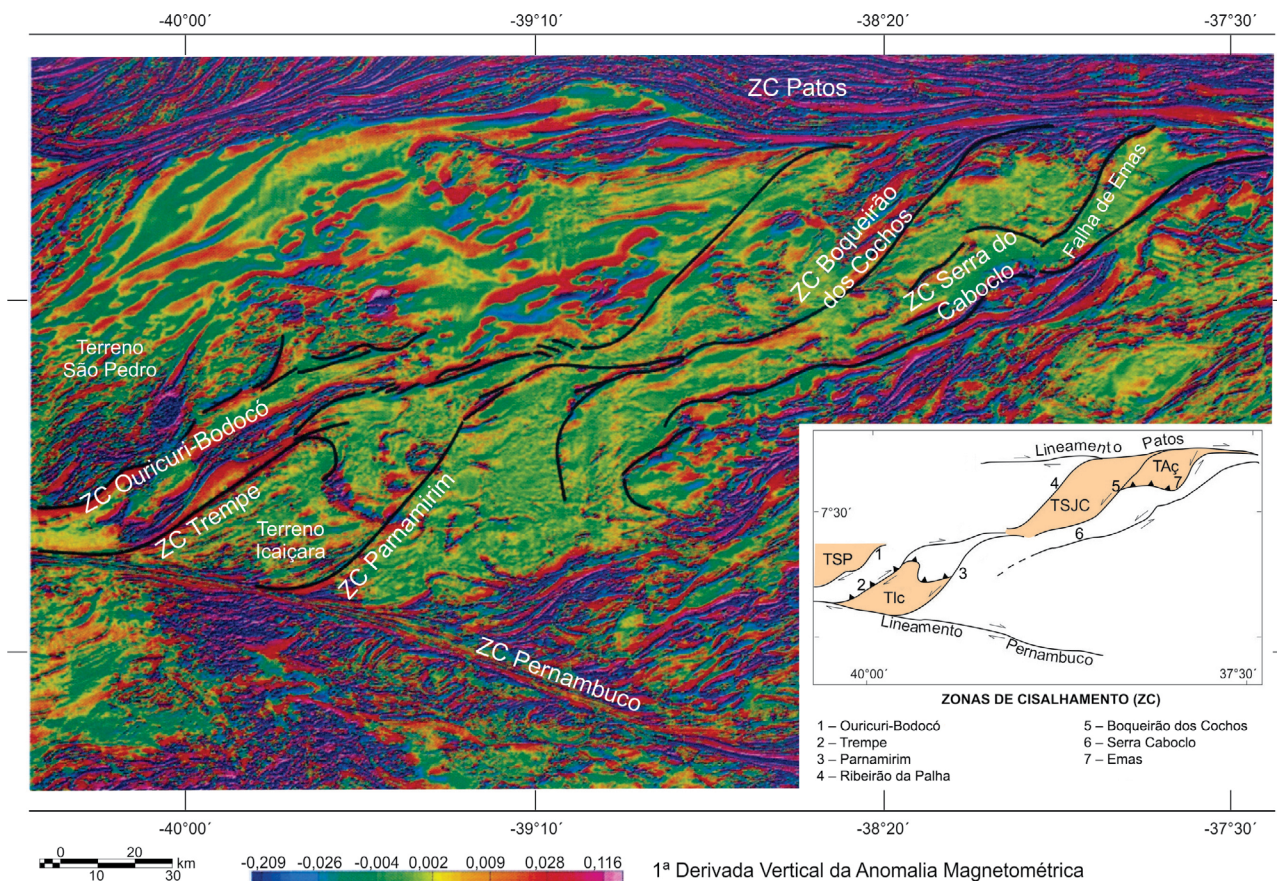 -40°00´ -39°10´ -38°20´ -37°30´
ZC Patos
ZC Boqueirão
dos Cochos
Falha de Emas
ZC Serra do
Caboclo
Terreno
São Pedro
ZC Ouricuri-Bodocó
ZC Trempe
Terreno
Icaiçara
ZC Parnamirim
ZC Pernambuco
Lineamento Patos
TAç
4
5
7
TSJC
7°30´
6
TSP
1
2
3
TIc
Lineamento
Pernambuco
40°00´ 37°30´
ZONAS DE CISALHAMENTO (ZC)
1 – Ouricuri-Bodocó
2 – Trempe
3 – Parnamirim
4 – Ribeirão da Palha
5 – Boqueirão dos Cochos
6 – Serra Caboclo
7 – Emas
-40°00´ -39°10´ -38°20´ -37°30´
0 20
km
10 30
-0,209 -0,026 -0,004 0,002 0,009 0,028 0,116
1ª Derivada Vertical da Anomalia Magnetométrica